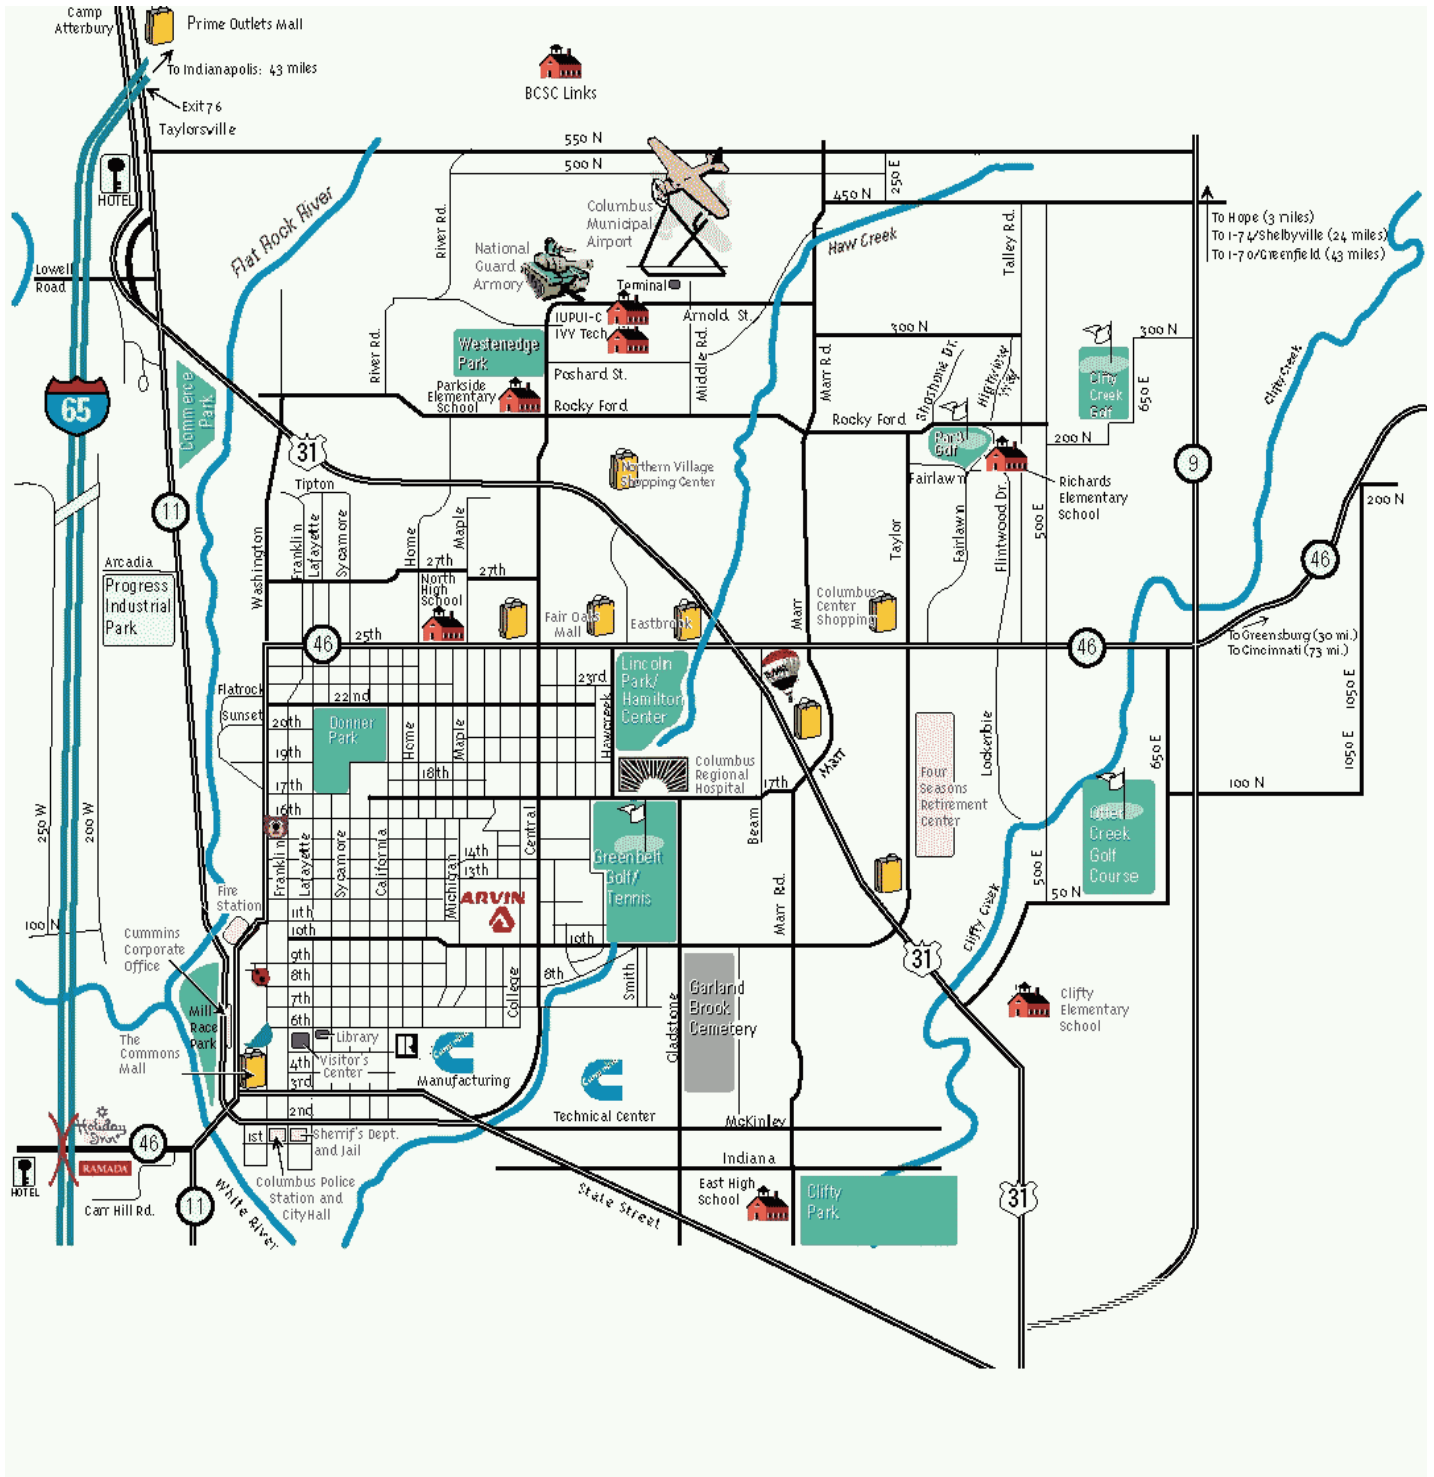 Camp
Atterbury
Prime Outlets Mall
To Indianapolis: 43 miles
Exit 76
Taylorsville
BCSC Links
HOTEL
550 N
500 N
250 E
450 N
Flat Rock River
River Rd.
Columbus
Municipal
Airport
National
Guard
Armory
Terminal
Haw Creek
Talley Rd.
To Hope (3 miles)
To I-74/Shelbyville (24 miles)
To I-70/Greenfield (43 miles)
Lowell
Road
IUPUI-C
IVY Tech
Arnold St.
300 N
300 N
River Rd.
Westenedge
Park
Poshard St.
Middle Rd.
Marr Rd.
Shoshone Dr.
Clifty
Creek
Golf
650 E
Clifty Creek
65
Commerce
Park
Parkside
Elementary
School
Rocky Ford
Rocky Ford
200 N
31
Par 3
Golf
9
Northern Village
Shopping Center
Fairlawn
Richards
Elementary
School
Tipton
200 N
11
Washington
Franklin
Lafayette
Sycamore
Home
Maple
Taylor
Fairlawn
Flintwood Dr.
500 E
46
Arcadia
Progress
Industrial
Park
27th
27th
North
High
School
Fair Oaks
Mall
Eastbrook
Marr
Columbus
Center
Shopping
46
25th
46
To Greensburg (30 mi.)
To Cincinnati (73 mi.)
Lincoln
Park/
Hamilton
Center
23rd
Flatrock
22nd
Sunset
20th
Donner
Park
Home
Maple
Hawcreek
19th
18th
17th
16th
Columbus
Regional
Hospital
17th
Marr
Four
Seasons
Retirement
Center
Lockerbie
650 E
1050 E
1050 E
100 N
Otter
Creek
Golf
Course
250 W
200 W
Franklin
Lafayette
Sycamore
California
Michigan
Central
14th
13th
ARVIN
Greenbelt
Golf/
Tennis
Beam
Marr Rd.
500 E
50 N
Fire
Station
11th
10th
10th
100 N
Cummins
Corporate
Office
9th
8th
8th
7th
6th
College
Smith
Gladstone
Garland
Brook
Cemetery
31
Clifty Creek
Clifty
Elementary
School
Mill
Race
Park
The
Commons
Mall
Library
Visitor's
Center
4th
3rd
Manufacturing
Technical Center
2nd
McKinley
Holiday
Inn
46
1st
Sherrif's Dept.
and Jail
Indiana
HOTEL
RAMADA
Carr Hill Rd.
11
Columbus Police
Station and
City Hall
White River
State Street
East High
School
Clifty
Park
31